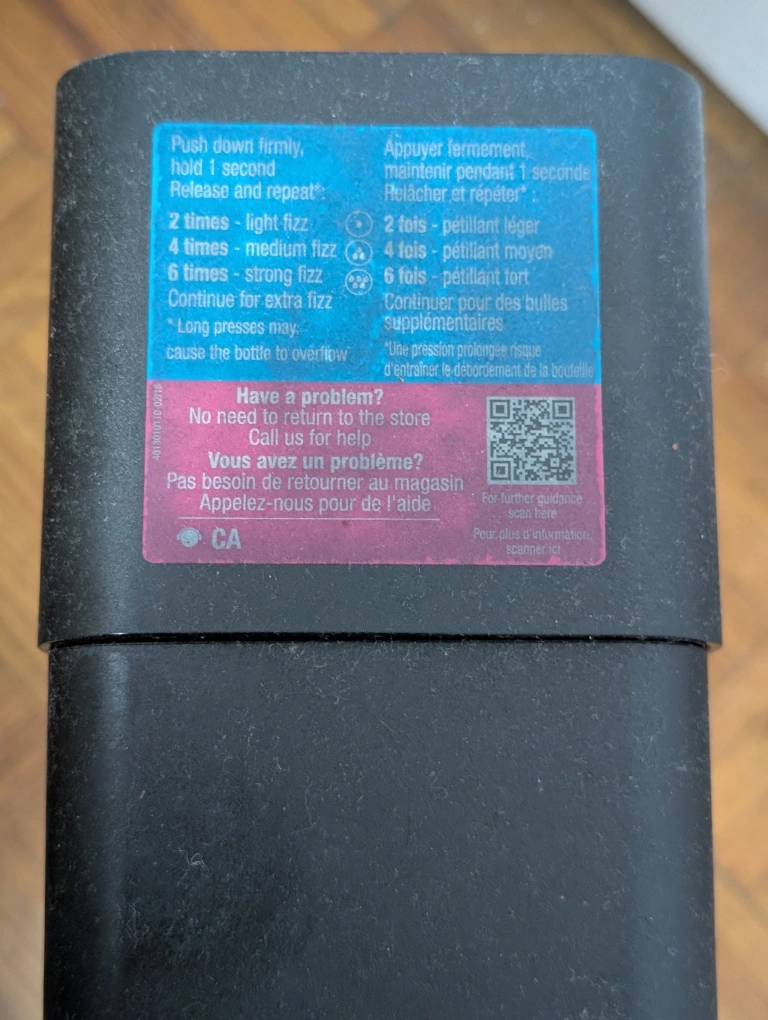 Push down firmly,
hold 1 second
Release and repeat*:
2 times - light fizz
4 times - medium fizz
6 times - strong fizz
Continue for extra fizz
* Long presses may
cause the bottle to overflow
Appuyer fermement
maintenir pendant 1 seconde
Relâcher et répéter* :
2 fois - pétillant léger
4 fois - pétillant moyen
6 fois - pétillant fort
Continuer pour des bulles
supplémentaires
*Une pression prolongée risque
d'entraîner le débordement de la bouteille
Have a problem?
No need to return to the store
Call us for help
Vous avez un problème?
Pas besoin de retourner au magasin
Appelez-nous pour de l'aide
CA
For further guidance
scan here
Pour plus d'information,
scanner ici